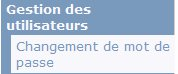 Gestion des
utilisateurs
Changement de mot de
passe